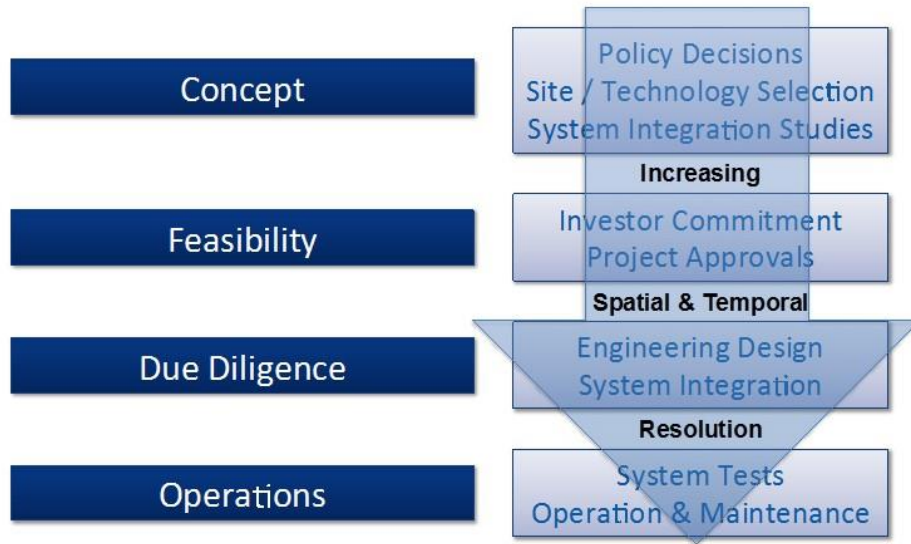 Concept
Policy Decisions
Site / Technology Selection
System Integration Studies
Increasing
Feasibility
Investor Commitment
Project Approvals
Spatial & Temporal
Due Diligence
Engineering Design
System Integration
Resolution
Operations
System Tests
Operation & Maintenance